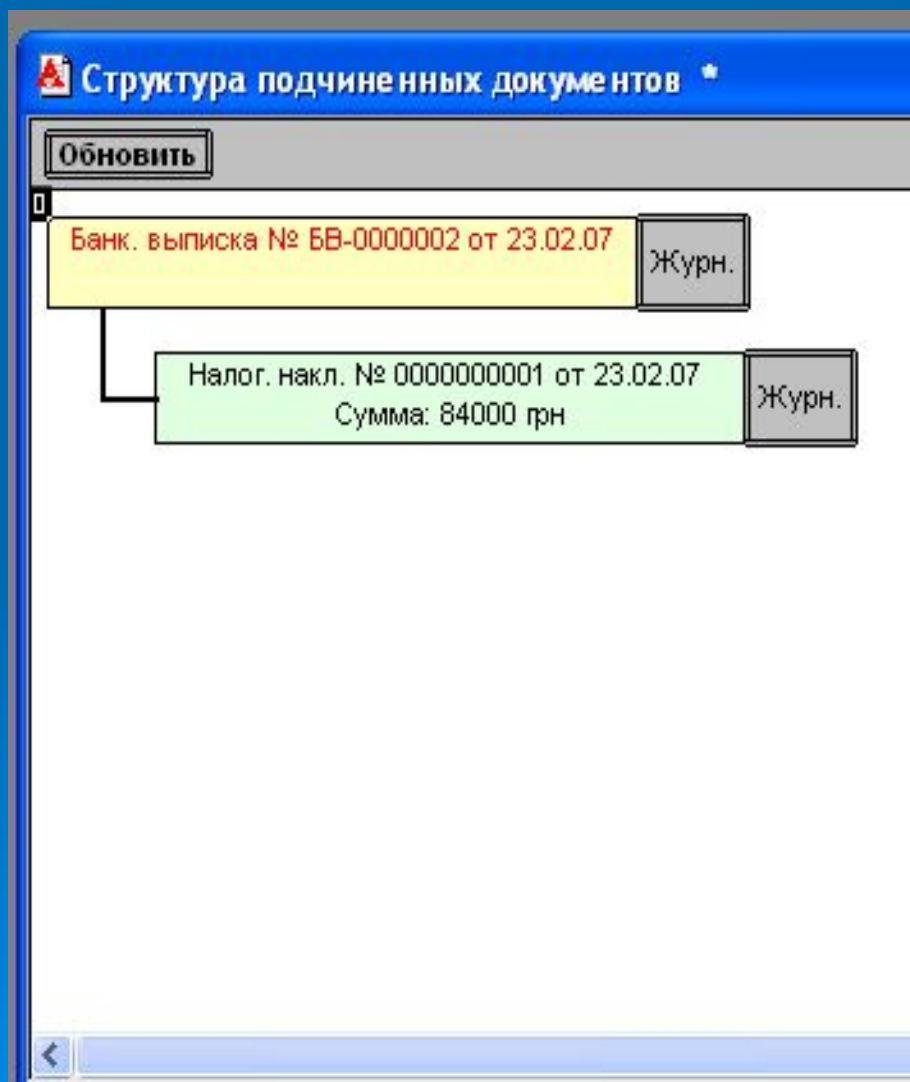 Структура подчиненных документов *
Обновить
Банк. выписка № БВ-0000002 от 23.02.07
Журн.
Налог. накл. № 0000000001 от 23.02.07
Сумма: 84000 грн
Журн.